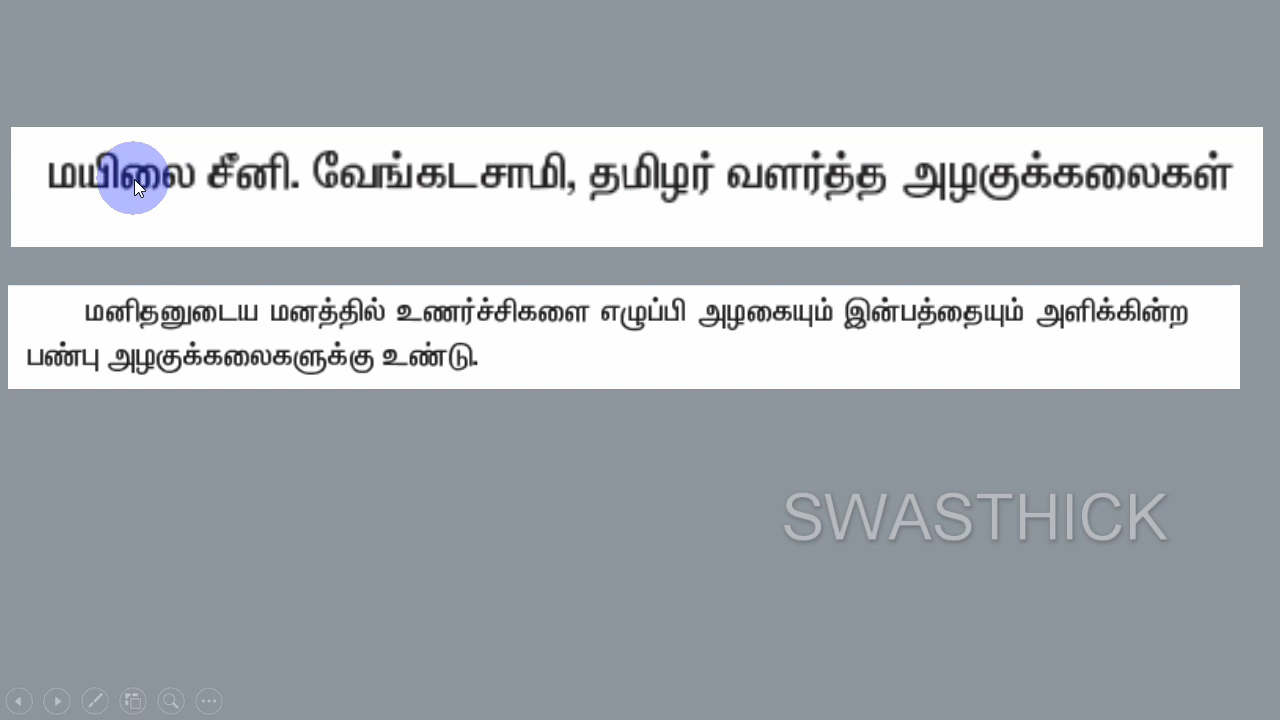 மயிலை சீனி. வேங்கடசாமி, தமிழர் வளர்த்த அழகுக்கலைகள்
மனிதனுடைய மனத்தில் உணர்ச்சிகளை எழுப்பி அழகையும் இன்பத்தையும் அளிக்கின்ற
பண்பு அழகுக்கலைகளுக்கு உண்டு.
SWASTHICK